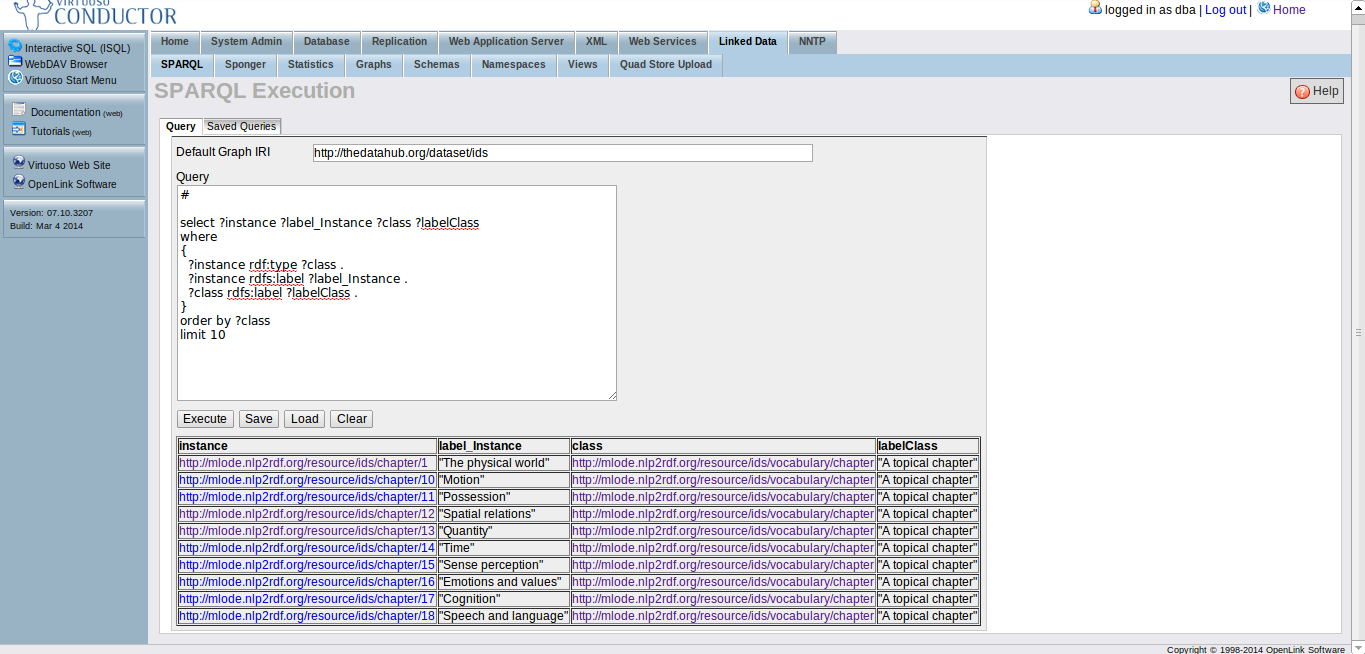 VIRTUOSO
CONDUCTOR
logged in as dba | Log out | Home
Interactive SQL (ISQL)
WebDAV Browser
Virtuoso Start Menu
Documentation (web)
Tutorials (web)
Virtuoso Web Site
OpenLink Software
Version: 07.10.3207
Build: Mar 4 2014
Home System Admin Database Replication Web Application Server XML Web Services Linked Data NNTP
SPARQL Sponger Statistics Graphs Schemas Namespaces Views Quad Store Upload
SPARQL Execution
Help
Query Saved Queries
Default Graph IRI http://thedatahub.org/dataset/ids
Query
#
select ?instance ?label_Instance ?class ?labelClass
where
{
?instance rdf:type ?class .
?instance rdfs:label ?label_Instance .
?class rdfs:label ?labelClass .
}
order by ?class
limit 10
Execute Save Load Clear
instance label_Instance class labelClass
http://mlode.nlp2rdf.org/resource/ids/chapter/1 "The physical world" http://mlode.nlp2rdf.org/resource/ids/vocabulary/chapter "A topical chapter"
http://mlode.nlp2rdf.org/resource/ids/chapter/10 "Motion" http://mlode.nlp2rdf.org/resource/ids/vocabulary/chapter "A topical chapter"
http://mlode.nlp2rdf.org/resource/ids/chapter/11 "Possession" http://mlode.nlp2rdf.org/resource/ids/vocabulary/chapter "A topical chapter"
http://mlode.nlp2rdf.org/resource/ids/chapter/12 "Spatial relations" http://mlode.nlp2rdf.org/resource/ids/vocabulary/chapter "A topical chapter"
http://mlode.nlp2rdf.org/resource/ids/chapter/13 "Quantity" http://mlode.nlp2rdf.org/resource/ids/vocabulary/chapter "A topical chapter"
http://mlode.nlp2rdf.org/resource/ids/chapter/14 "Time" http://mlode.nlp2rdf.org/resource/ids/vocabulary/chapter "A topical chapter"
http://mlode.nlp2rdf.org/resource/ids/chapter/15 "Sense perception" http://mlode.nlp2rdf.org/resource/ids/vocabulary/chapter "A topical chapter"
http://mlode.nlp2rdf.org/resource/ids/chapter/16 "Emotions and values" http://mlode.nlp2rdf.org/resource/ids/vocabulary/chapter "A topical chapter"
http://mlode.nlp2rdf.org/resource/ids/chapter/17 "Cognition" http://mlode.nlp2rdf.org/resource/ids/vocabulary/chapter "A topical chapter"
http://mlode.nlp2rdf.org/resource/ids/chapter/18 "Speech and language" http://mlode.nlp2rdf.org/resource/ids/vocabulary/chapter "A topical chapter"
Copyright © 1998-2014 OpenLink Software